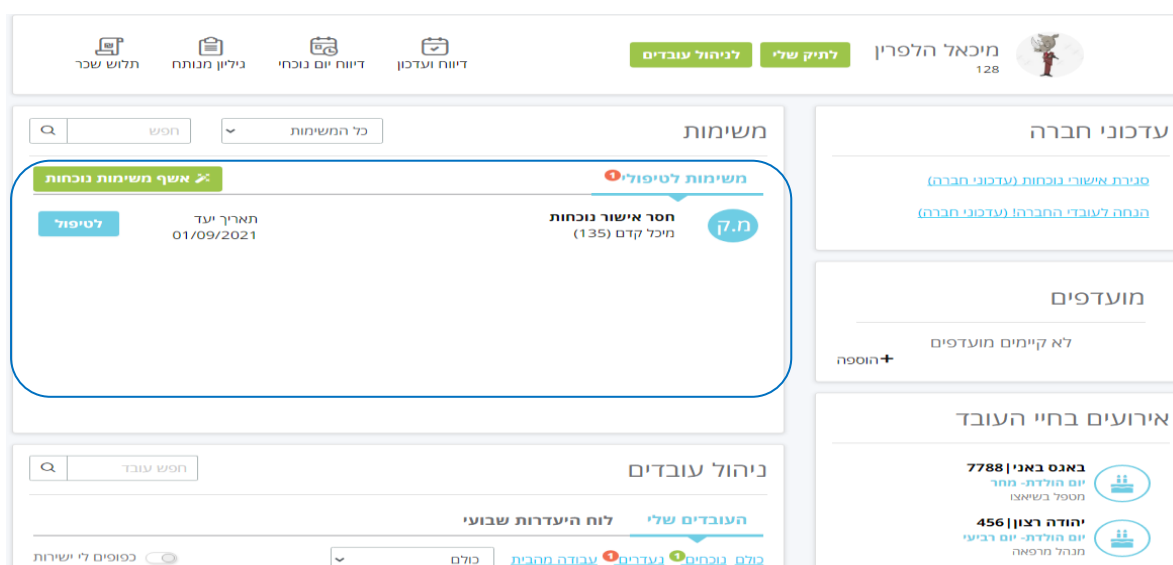 מיכאל הלפרין
128
לתיק שלי
לניהול עובדים
דיווח ועדכון
דיווח יום נוכחי
גיליון מנותח
תלוש שכר
עדכוני חברה
סגירת אישורי נוכחות (עדכוני חברה)
הנחה לעובדי החברה! (עדכוני חברה)
מועדפים
לא קיימים מועדפים
+הוספה
אירועים בחיי העובד
באגס באני|7788
יום הולדת- מחר
מטפל בשיאצו
יהודה רצון|456
יום הולדת- יום רביעי
מנהל מרפאה
משימות
כל המשימות
חפש
משימות לטיפולי 1
אשף משימות נוכחות
מ.ק
חסר אישור נוכחות
מיכל קדם (135)
תאריך יעד
01/09/2021
לטיפול
ניהול עובדים
חפש עובד
העובדים שלי
לוח היעדרות שבועי
כולם נוכחים 1 נעדרים 1 עבודה מהבית
כולם
כפופים לי ישירות